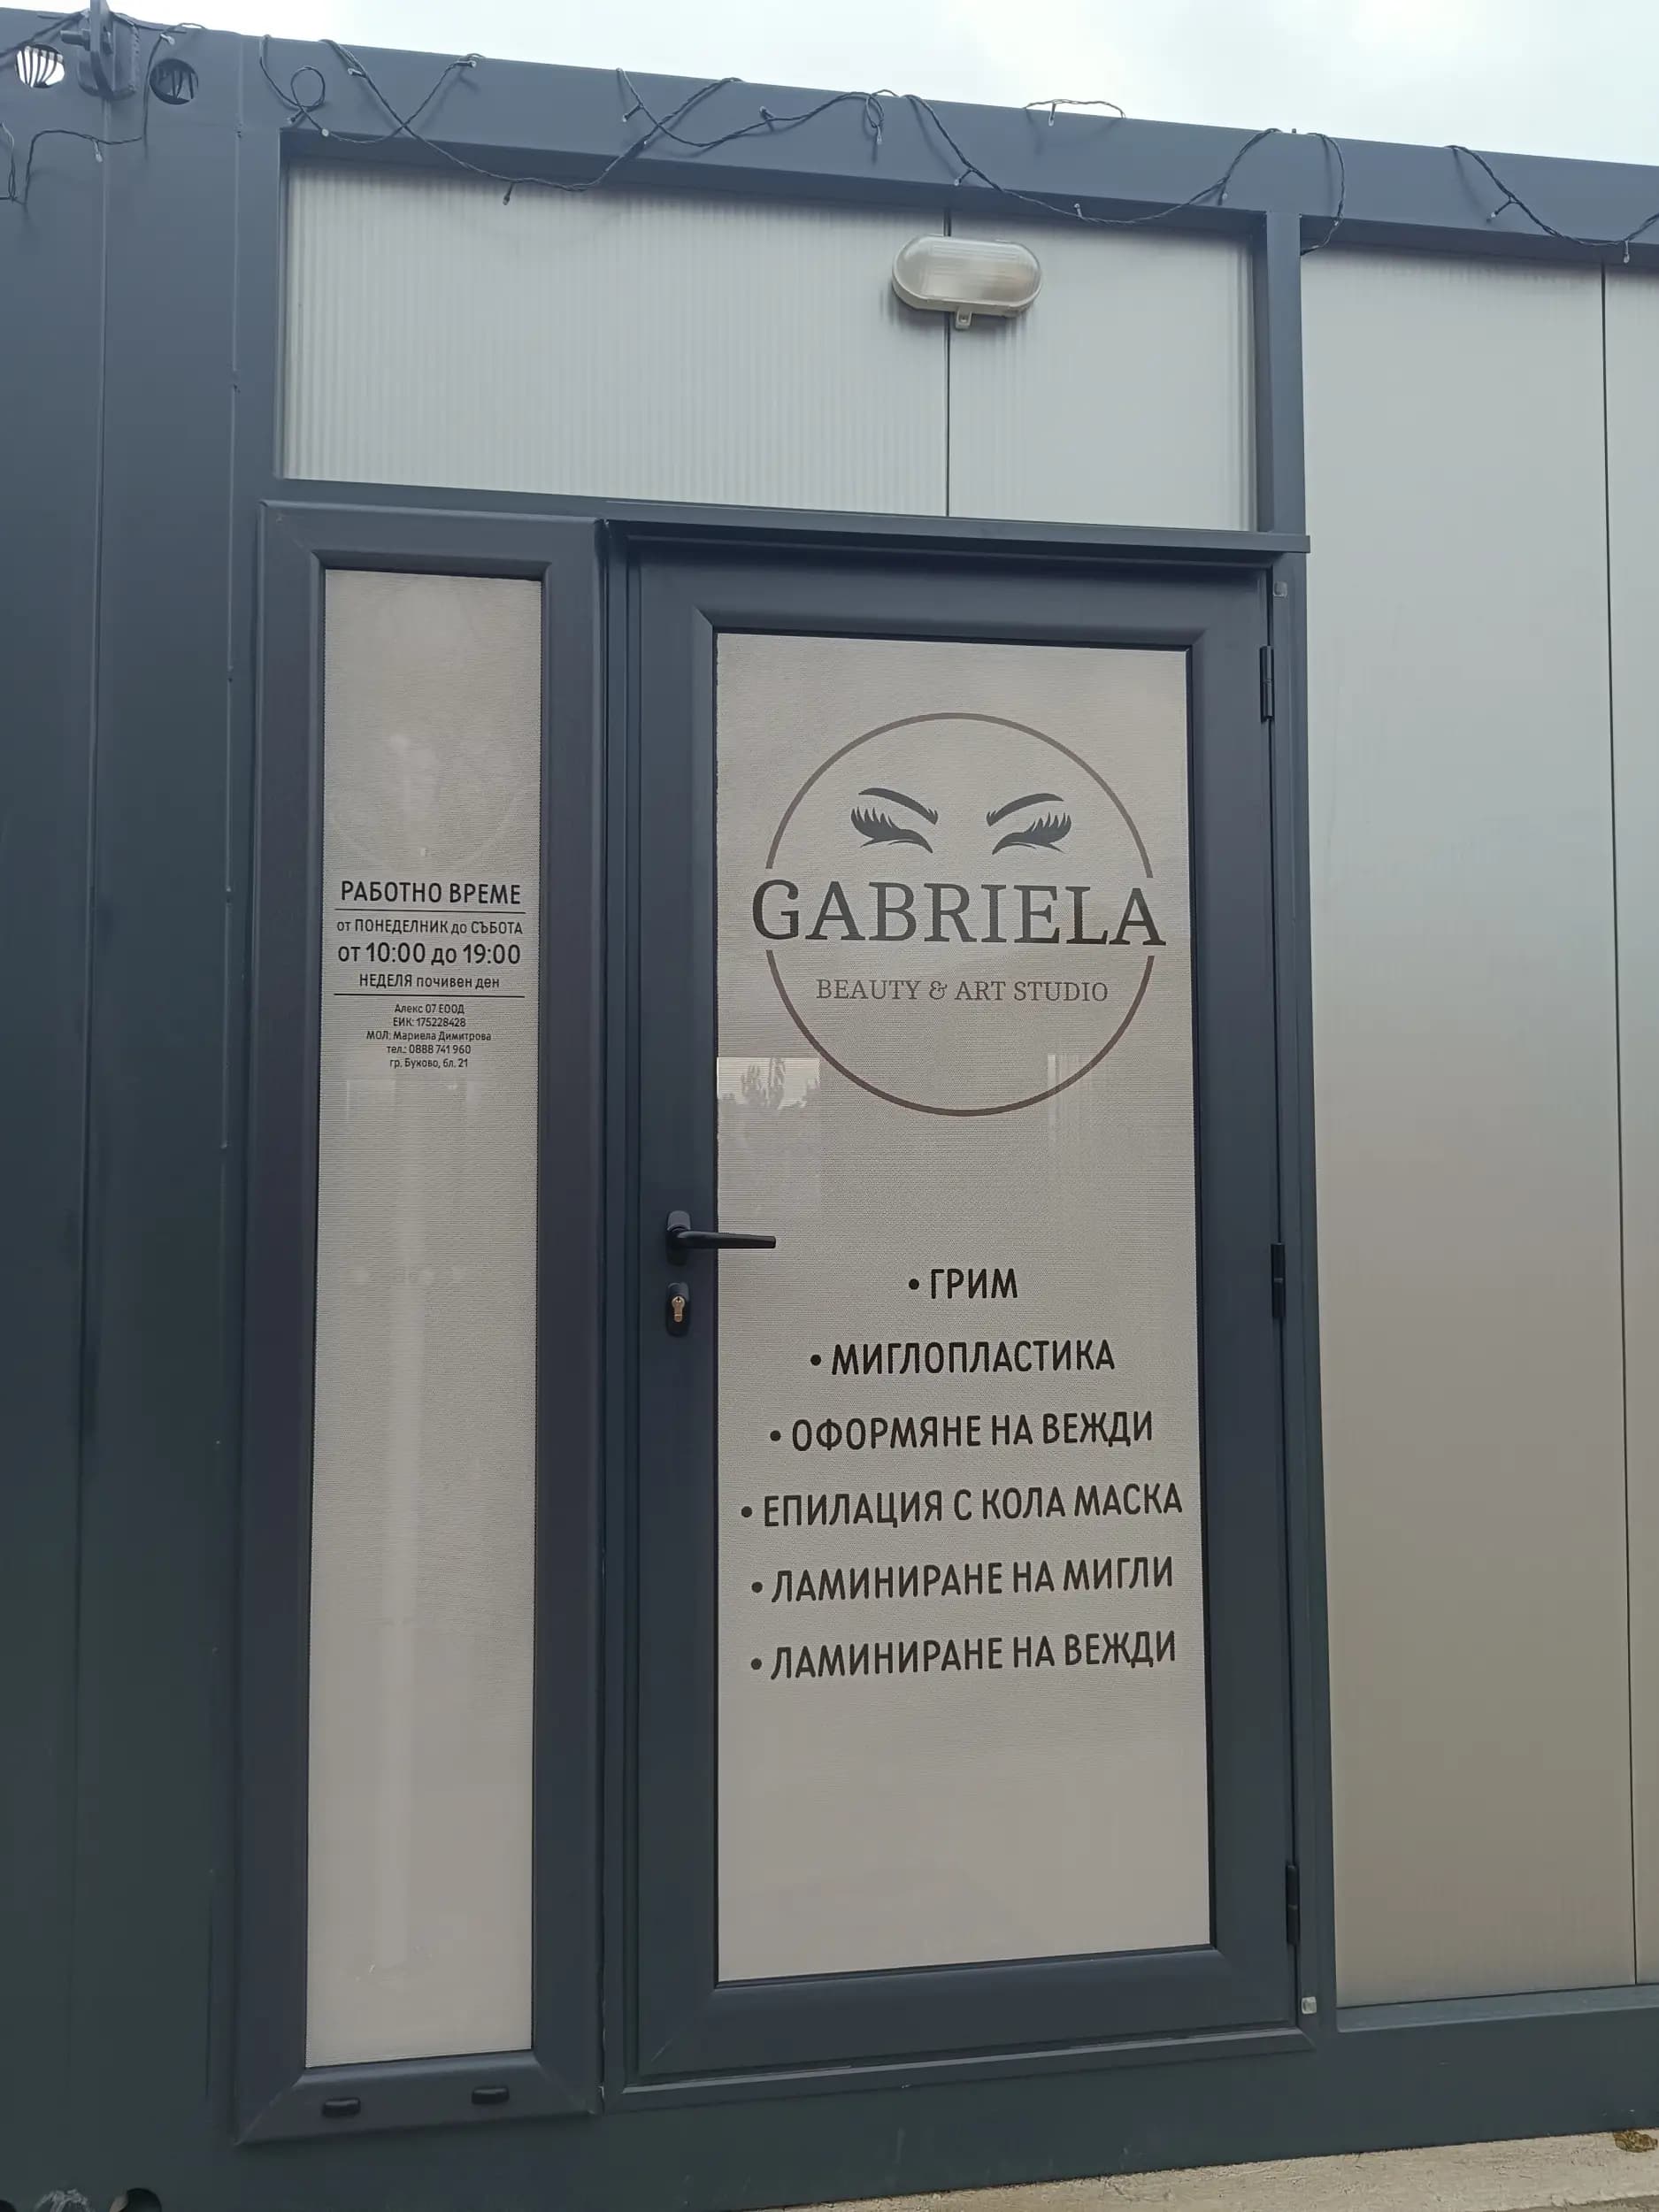 РАБОТНО ВРЕМЕ
от ПОНЕДЕЛНИК до СЪБОТА
от 10:00 до 19:00
НЕДЕЛЯ почивен ден
Алекс 07 ЕООД
ЕИК: 175228428
МОЛ: Мариела Димитрова
тел.: 0888 741 960
гр. Буково, бл. 21
GABRIELA
BEAUTY & ART STUDIO
• ГРИМ
• МИГЛОПЛАСТИКА
• ОФОРМЯНЕ НА ВЕЖДИ
• ЕПИЛАЦИЯ С КОЛА МАСКА
• ЛАМИНИРАНЕ НА МИГЛИ
• ЛАМИНИРАНЕ НА ВЕЖДИ